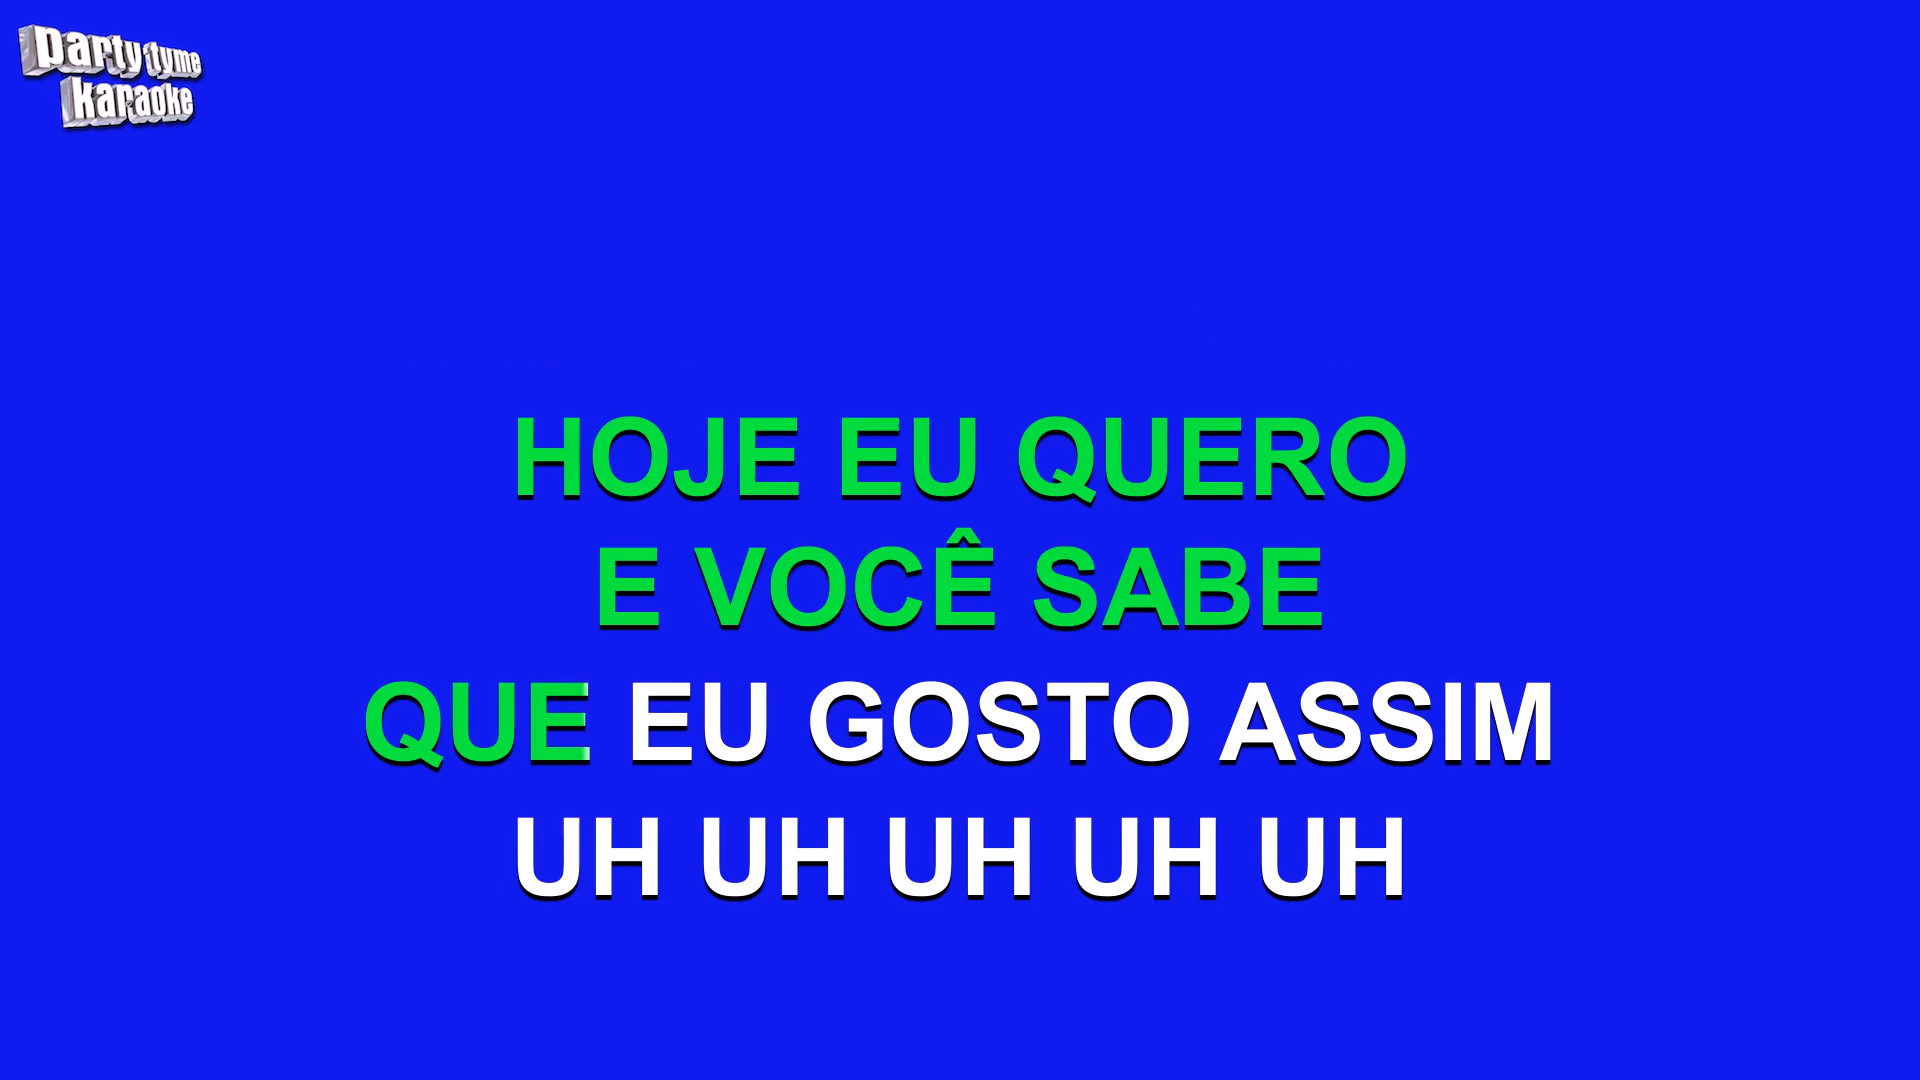 party tyme
karaoke
HOJE EU QUERO
E VOCÊ SABE
QUE EU GOSTO ASSIM
UH UH UH UH UH